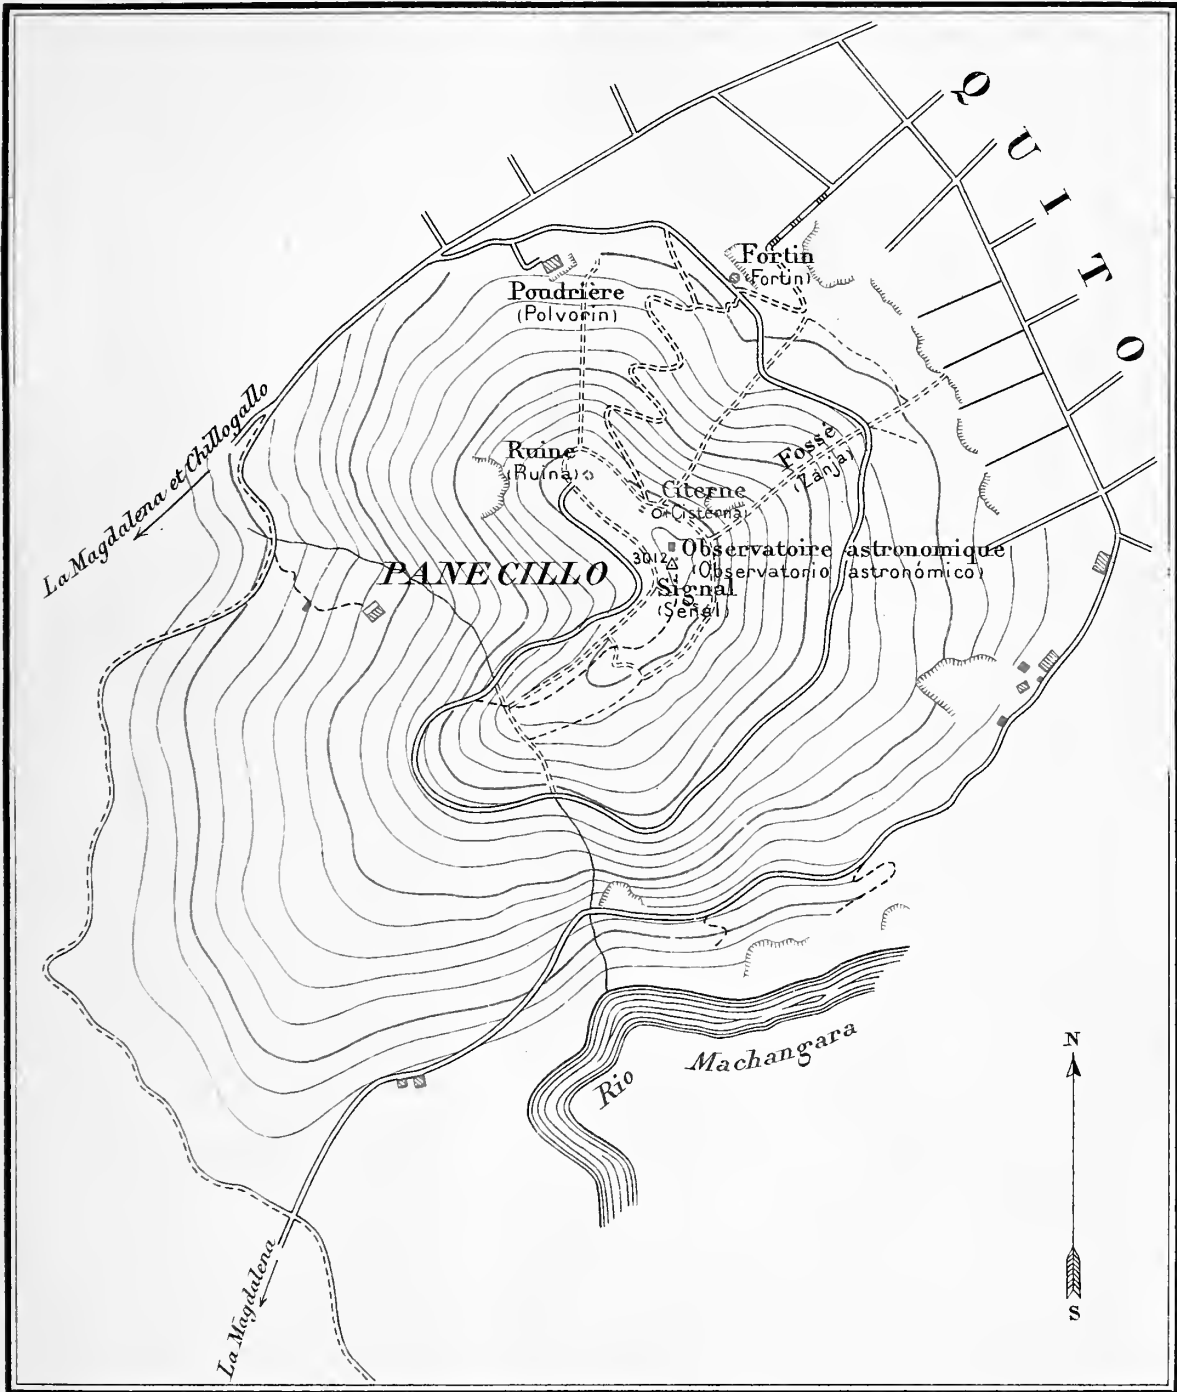 QUITO
Fortin
(Fortin)
Poudrière
(Polvorin)
La Magdalena et Chillogallo
Ruine
(Ruina)
Fossé
(Zanja)
Citerne
(Cisterna)
3012
Observatoire astronomique
(Observatorio astronómico)
PANECILLO
Signal
(Señal)
Rio Machangara
La Magdalena
N
S